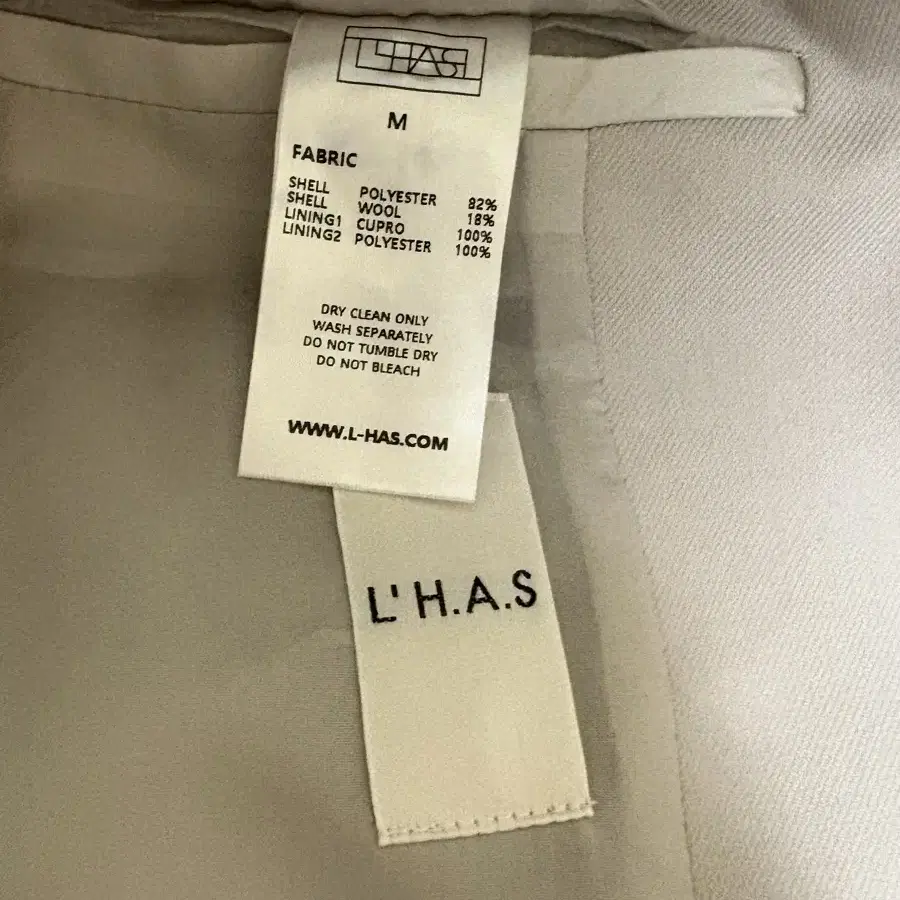 L'HAS
M
FABRIC
SHELL POLYESTER 82%
SHELL WOOL 18%
LINING1 CUPRO 100%
LINING2 POLYESTER 100%
DRY CLEAN ONLY
WASH SEPARATELY
DO NOT TUMBLE DRY
DO NOT BLEACH
WWW.L-HAS.COM
L'H.A.S